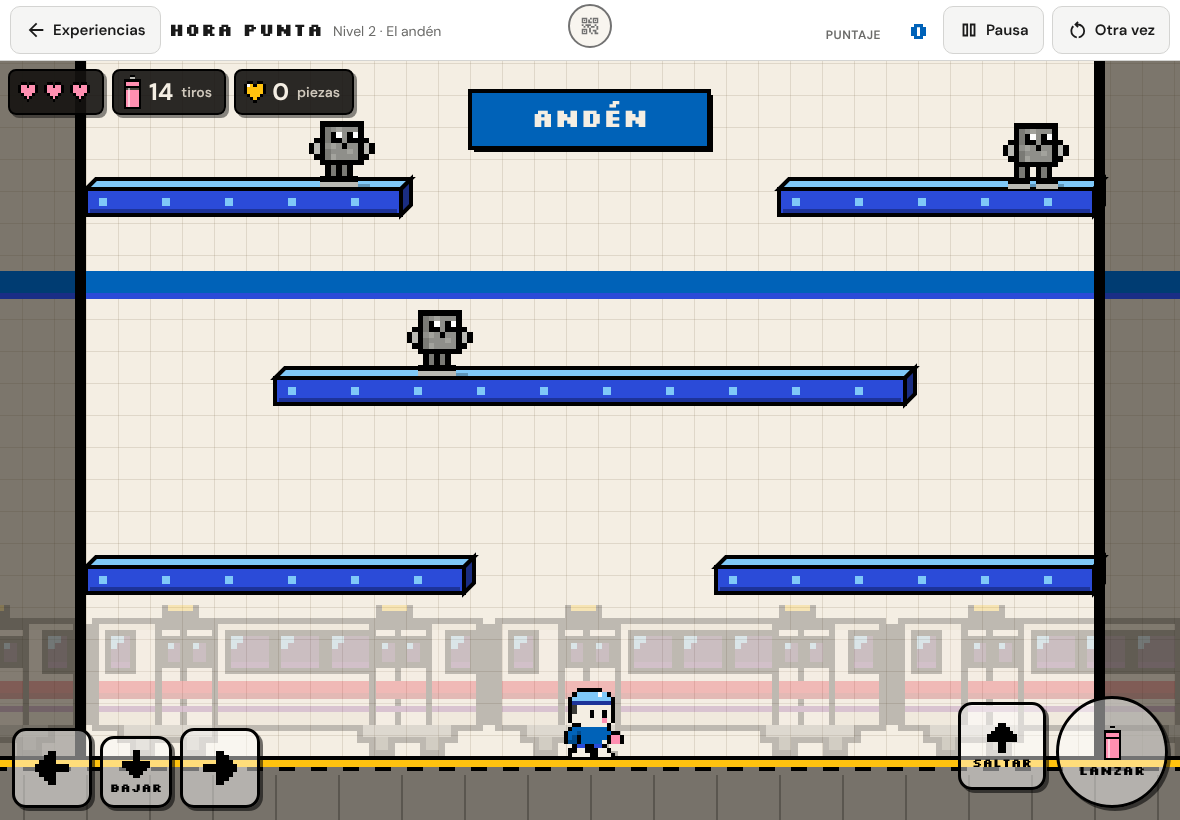 Experiencias
HORA PUNTA
Nivel 2 · El andén
PUNTAJE
0
Pausa
Otra vez
14 tiros
0 piezas
ANDÉN
BAJAR
SALTAR
LANZAR